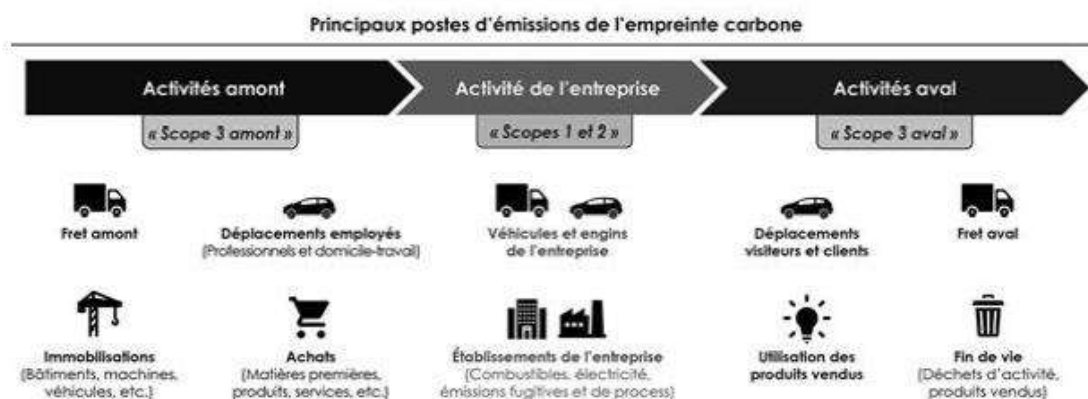 Principaux postes d'émissions de l'empreinte carbone
Activités amont
Activité de l'entreprise
Activités aval
« Scope 3 amont »
« Scopes 1 et 2 »
« Scope 3 aval »
Fret amont
Déplacements employés
(Professionnels et domicile-travail)
Véhicules et engins
de l'entreprise
Déplacements
visiteurs et clients
Fret aval
Immobilisations
(Bâtiments, machines,
véhicules, etc.)
Achats
(Matières premières,
produits, services, etc.)
Établissements de l'entreprise
(Combustibles, électricité,
émissions fugitives et de process)
Utilisation des
produits vendus
Fin de vie
(Déchets d'activité,
produits vendus)